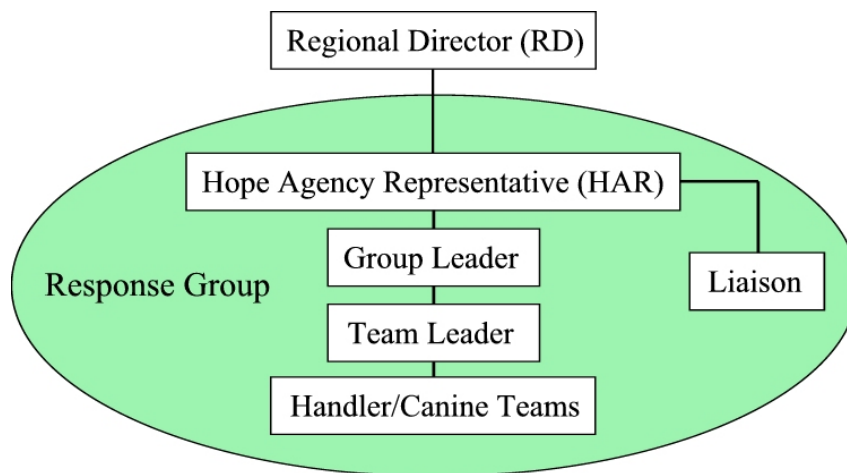 Regional Director (RD)
Hope Agency Representative (HAR)
Group Leader
Response Group
Liaison
Team Leader
Handler/Canine Teams